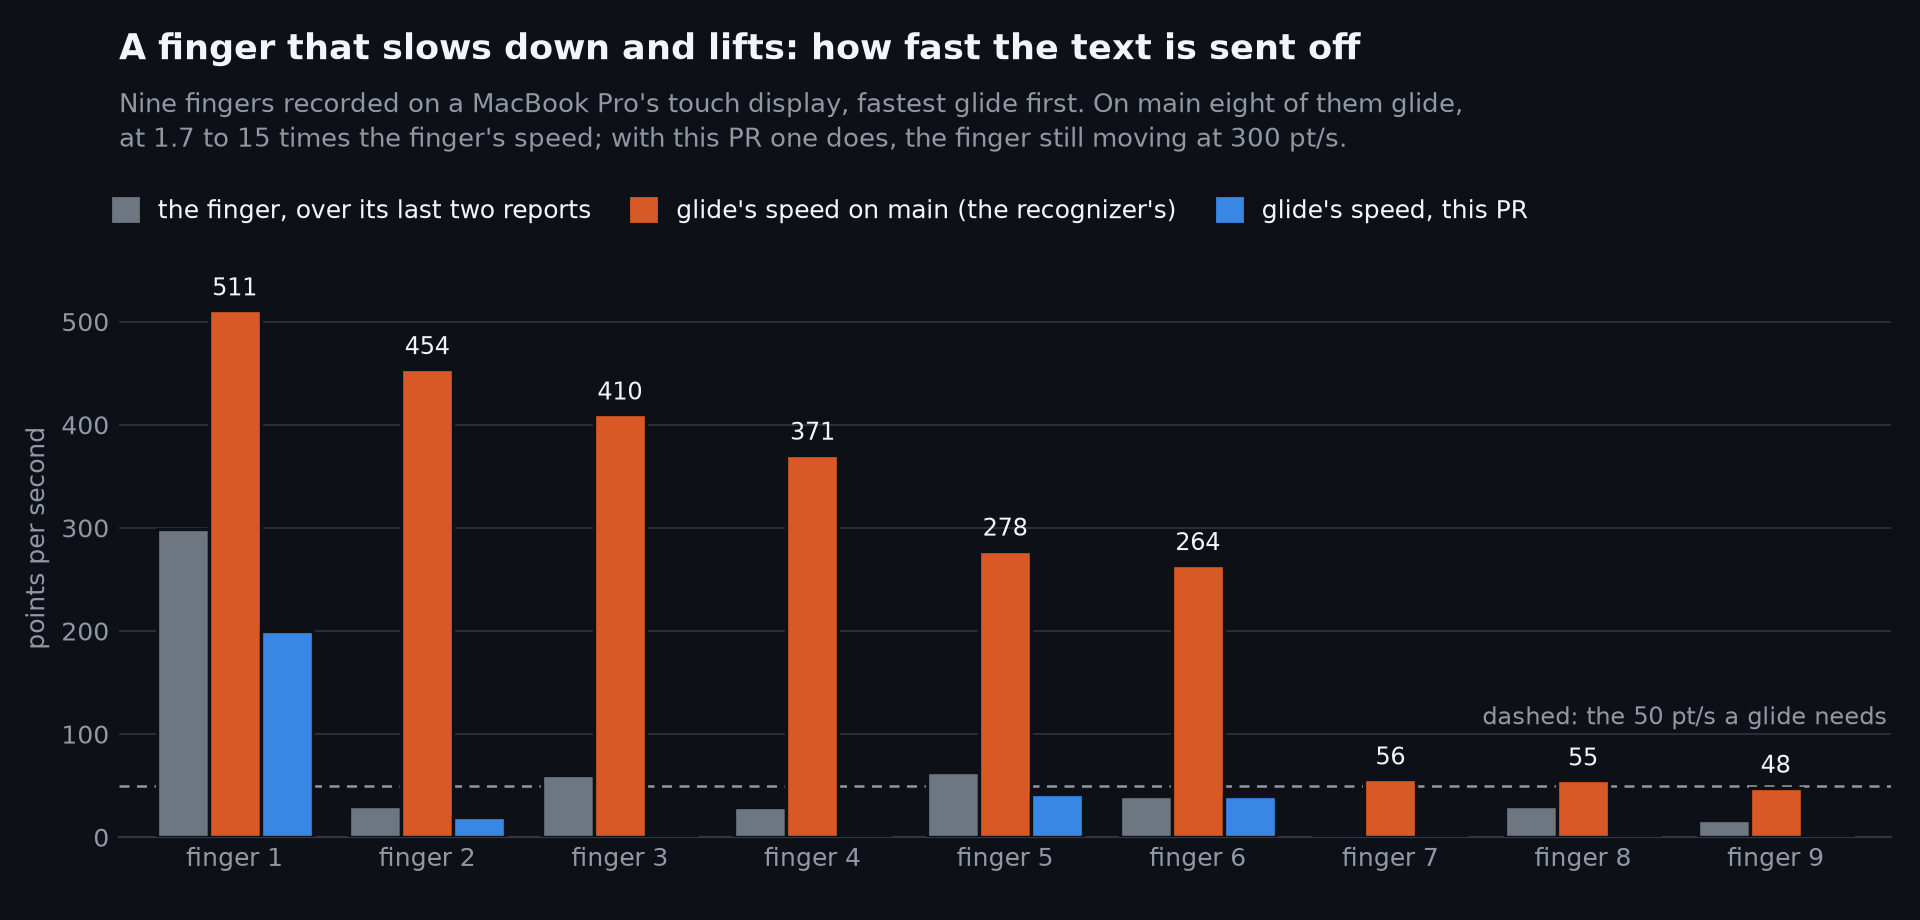 A finger that slows down and lifts: how fast the text is sent off
Nine fingers recorded on a MacBook Pro's touch display, fastest glide first. On main eight of them glide,
at 1.7 to 15 times the finger's speed; with this PR one does, the finger still moving at 300 pt/s.
the finger, over its last two reports
glide's speed on main (the recognizer's)
glide's speed, this PR
points per second
500
400
300
200
100
0
511
454
410
371
278
264
56
55
48
dashed: the 50 pt/s a glide needs
finger 1
finger 2
finger 3
finger 4
finger 5
finger 6
finger 7
finger 8
finger 9